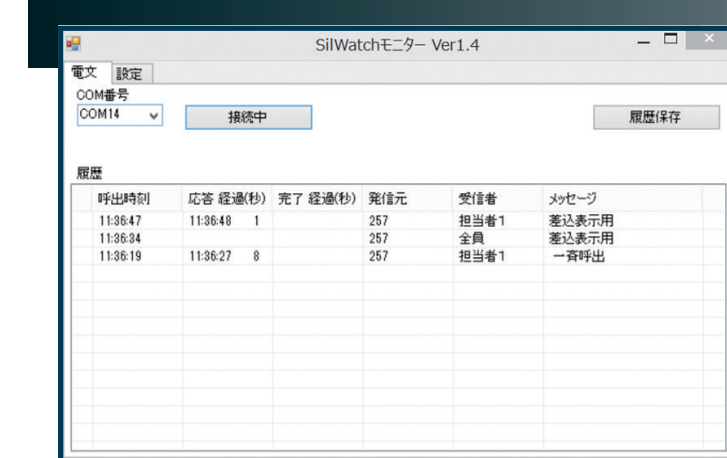 SilWatchモニター Ver1.4
電文 設定
COM番号
COM14 接続中 履歴保存
履歴
呼出時刻 応答 経過(秒) 完了 経過(秒) 発信元 受信者 メッセージ
11:36:47 11:36:48 1 257 担当者1 差込表示用
11:36:34 257 全員 差込表示用
11:36:19 11:36:27 8 257 担当者1 一斉呼出